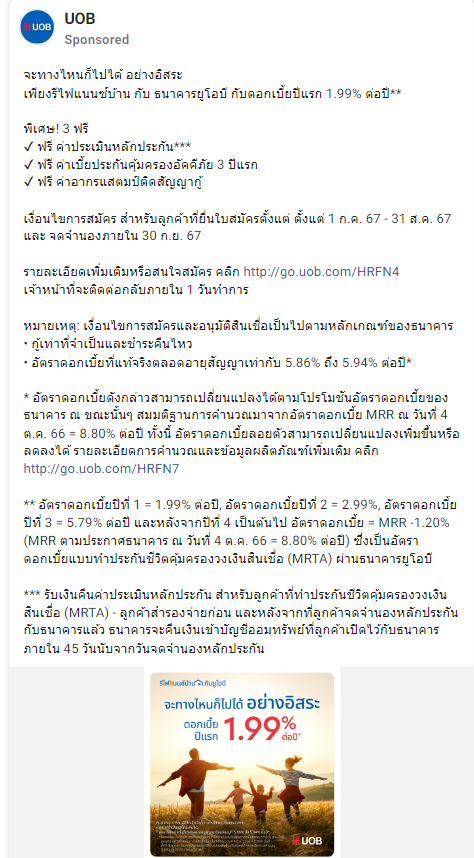 UOB
UOB
Sponsored
จะทางไหนก็ไปได้ อย่างอิสระ
เพียงรีไฟแนนซ์บ้าน กับ ธนาคารยูโอบี กับดอกเบี้ยปีแรก 1.99% ต่อปี**
พิเศษ! 3 ฟรี
✓ ฟรี ค่าประเมินหลักประกัน***
✓ ฟรี ค่าเบี้ยประกันคุ้มครองอัคคีภัย 3 ปีแรก
✓ ฟรี ค่าอากรแสตมป์ติดสัญญากู้
เงื่อนไขการสมัคร สำหรับลูกค้าที่ยื่นใบสมัครตั้งแต่ ตั้งแต่ 1 ก.ค. 67 - 31 ส.ค. 67
และ จดจำนองภายใน 30 ก.ย. 67
รายละเอียดเพิ่มเติมหรือสนใจสมัคร คลิก http://go.uob.com/HRFN4
เจ้าหน้าที่จะติดต่อกลับภายใน 1 วันทำการ
หมายเหตุ: เงื่อนไขการสมัครและอนุมัติสินเชื่อเป็นไปตามหลักเกณฑ์ของธนาคาร
• กู้เท่าที่จำเป็นและชำระคืนไหว
• อัตราดอกเบี้ยที่แท้จริงตลอดอายุสัญญาเท่ากับ 5.86% ถึง 5.94% ต่อปี*
* อัตราดอกเบี้ยดังกล่าวสามารถเปลี่ยนแปลงได้ตามโปรโมชันอัตราดอกเบี้ยของ
ธนาคาร ณ ขณะนั้นๆ สมมติฐานการคำนวณมาจากอัตราดอกเบี้ย MRR ณ วันที่ 4
ต.ค. 66 = 8.80% ต่อปี ทั้งนี้ อัตราดอกเบี้ยลอยตัวสามารถเปลี่ยนแปลงเพิ่มขึ้นหรือ
ลดลงได้ รายละเอียดการคำนวณและข้อมูลผลิตภัณฑ์เพิ่มเติม คลิก
http://go.uob.com/HRFN7
** อัตราดอกเบี้ยปีที่ 1 = 1.99% ต่อปี, อัตราดอกเบี้ยปีที่ 2 = 2.99%, อัตราดอกเบี้ย
ปีที่ 3 = 5.79% ต่อปี และหลังจากปีที่ 4 เป็นต้นไป อัตราดอกเบี้ย = MRR -1.20%
(MRR ตามประกาศธนาคาร ณ วันที่ 4 ต.ค. 66 = 8.80% ต่อปี) ซึ่งเป็นอัตรา
ดอกเบี้ยแบบทำประกันชีวิตคุ้มครองวงเงินสินเชื่อ (MRTA) ผ่านธนาคารยูโอบี
*** รับเงินคืนค่าประเมินหลักประกัน สำหรับลูกค้าที่ทำประกันชีวิตคุ้มครองวงเงิน
สินเชื่อ (MRTA) - ลูกค้าสำรองจ่ายก่อน และหลังจากที่ลูกค้าจดจำนองหลักประกัน
กับธนาคารแล้ว ธนาคารจะคืนเงินเข้าบัญชีออมทรัพย์ที่ลูกค้าเปิดไว้กับธนาคาร
ภายใน 45 วันนับจากวันจดจำนองหลักประกัน
รีไฟแนนซ์บ้าน กับยูโอบี
จะทางไหนก็ไปได้ อย่างอิสระ
ดอกเบี้ย
ปีแรก 1.99% ต่อปี*
UOB